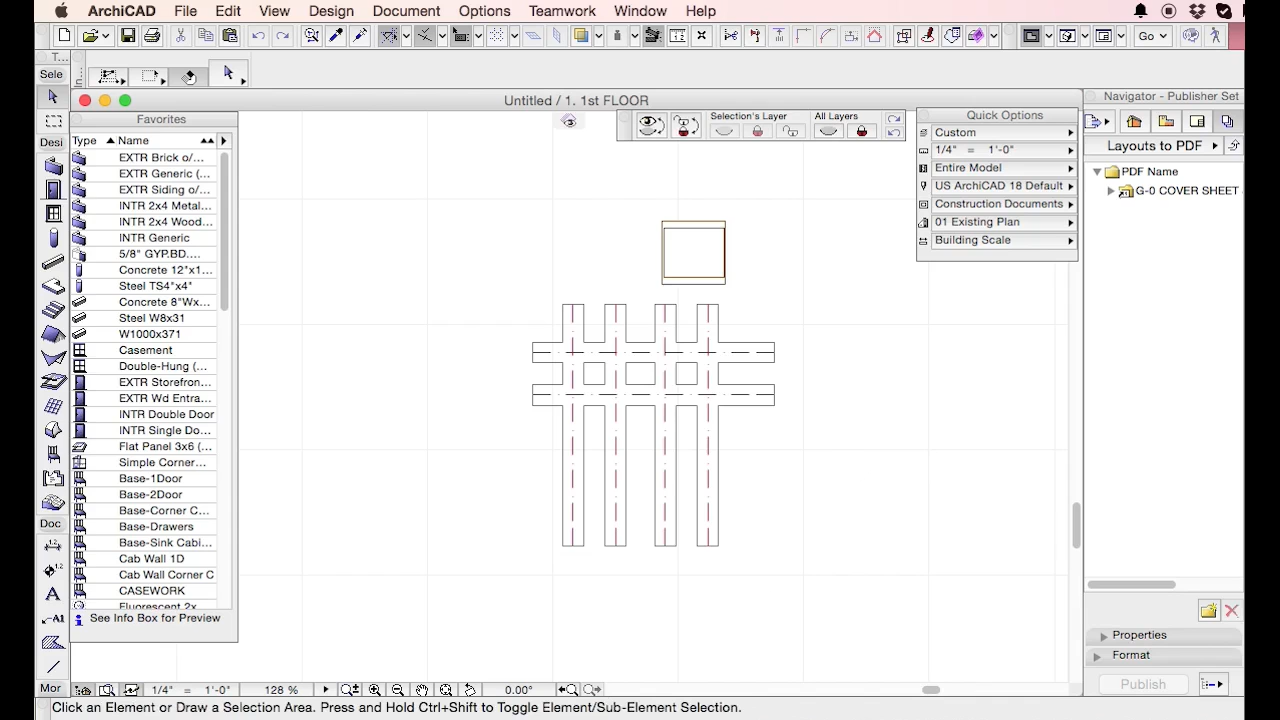 ArchiCAD File Edit View Design Document Options Teamwork Window Help
Go
T...
Sele
Untitled / 1. 1st FLOOR
Navigator - Publisher Set
Favorites
Quick Options
Selection's Layer
All Layers
Custom
Desi
Type Name
Layouts to PDF
1/4" = 1'-0"
EXTR Brick o/...
Entire Model
PDF Name
EXTR Generic (...
US ArchiCAD 18 Default
G-0 COVER SHEET
EXTR Siding o/...
Construction Documents
INTR 2x4 Metal...
01 Existing Plan
INTR 2x4 Wood...
Building Scale
INTR Generic
5/8" GYP.BD....
Concrete 12"x1...
Steel TS4"x4"
Concrete 8"Wx...
Steel W8x31
W1000x371
Casement
Double-Hung (...
EXTR Storefron...
EXTR Wd Entra...
INTR Double Door
INTR Single Do...
Flat Panel 3x6 (...
Simple Corner...
Base-1Door
Base-2Door
Base-Corner C...
Doc
Base-Drawers
Base-Sink Cabi...
1.2
Cab Wall 1D
1.2
Cab Wall Corner C
CASEWORK
A
Fluorescent 2x
A1
See Info Box for Preview
Properties
Format
Mor
1/4" = 1'-0"
128 %
0.00°
Publish
Click an Element or Draw a Selection Area. Press and Hold Ctrl+Shift to Toggle Element/Sub-Element Selection.